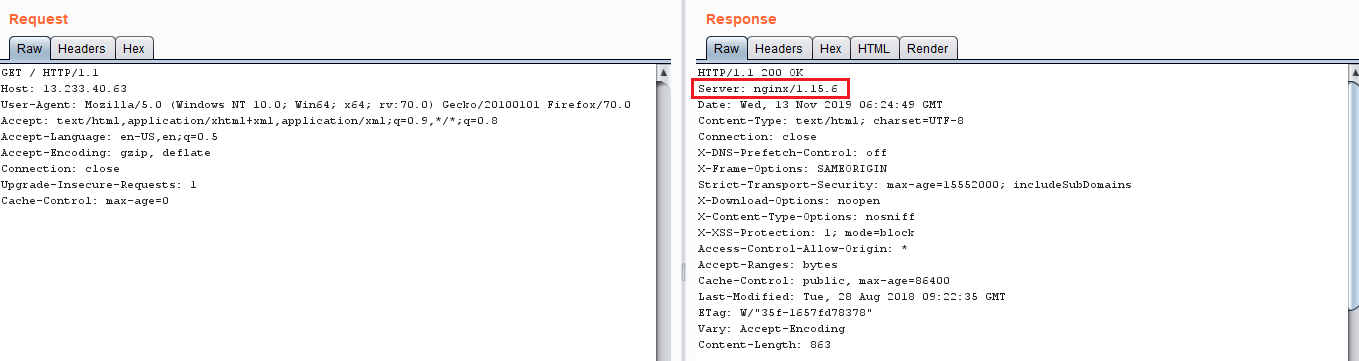 Request
Raw Headers Hex
GET / HTTP/1.1
Host: 13.233.40.63
User-Agent: Mozilla/5.0 (Windows NT 10.0; Win64; x64; rv:70.0) Gecko/20100101 Firefox/70.0
Accept: text/html,application/xhtml+xml,application/xml;q=0.9,*/*;q=0.8
Accept-Language: en-US,en;q=0.5
Accept-Encoding: gzip, deflate
Connection: close
Upgrade-Insecure-Requests: 1
Cache-Control: max-age=0
Response
Raw Headers Hex HTML Render
HTTP/1.1 200 OK
Server: nginx/1.15.6
Date: Wed, 13 Nov 2019 06:24:49 GMT
Content-Type: text/html; charset=UTF-8
Connection: close
X-DNS-Prefetch-Control: off
X-Frame-Options: SAMEORIGIN
Strict-Transport-Security: max-age=15552000; includeSubDomains
X-Download-Options: noopen
X-Content-Type-Options: nosniff
X-XSS-Protection: 1; mode=block
Access-Control-Allow-Origin: *
Accept-Ranges: bytes
Cache-Control: public, max-age=86400
Last-Modified: Tue, 28 Aug 2018 09:22:35 GMT
ETag: W/"35f-1657fd78378"
Vary: Accept-Encoding
Content-Length: 863